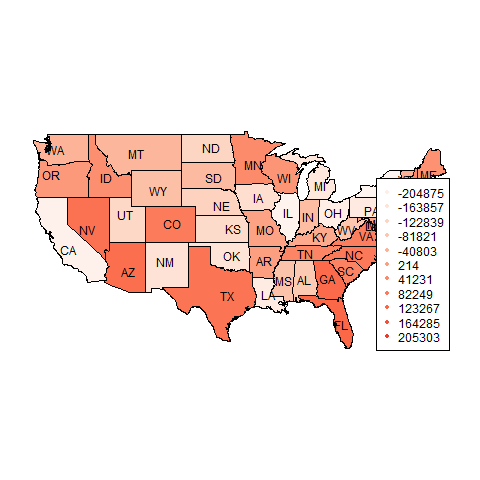 WA
MT
ND
MN
OR
ID
WI
MI
ME
SD
WY
NE
IA
NV
UT
CO
IL
IN
OH
PA
CA
KS
MO
KY
WV
VA
AZ
NM
OK
AR
TN
NC
SC
TX
LA
MS
AL
GA
FL
-204875
-163857
-122839
-81821
-40803
214
41231
82249
123267
164285
205303